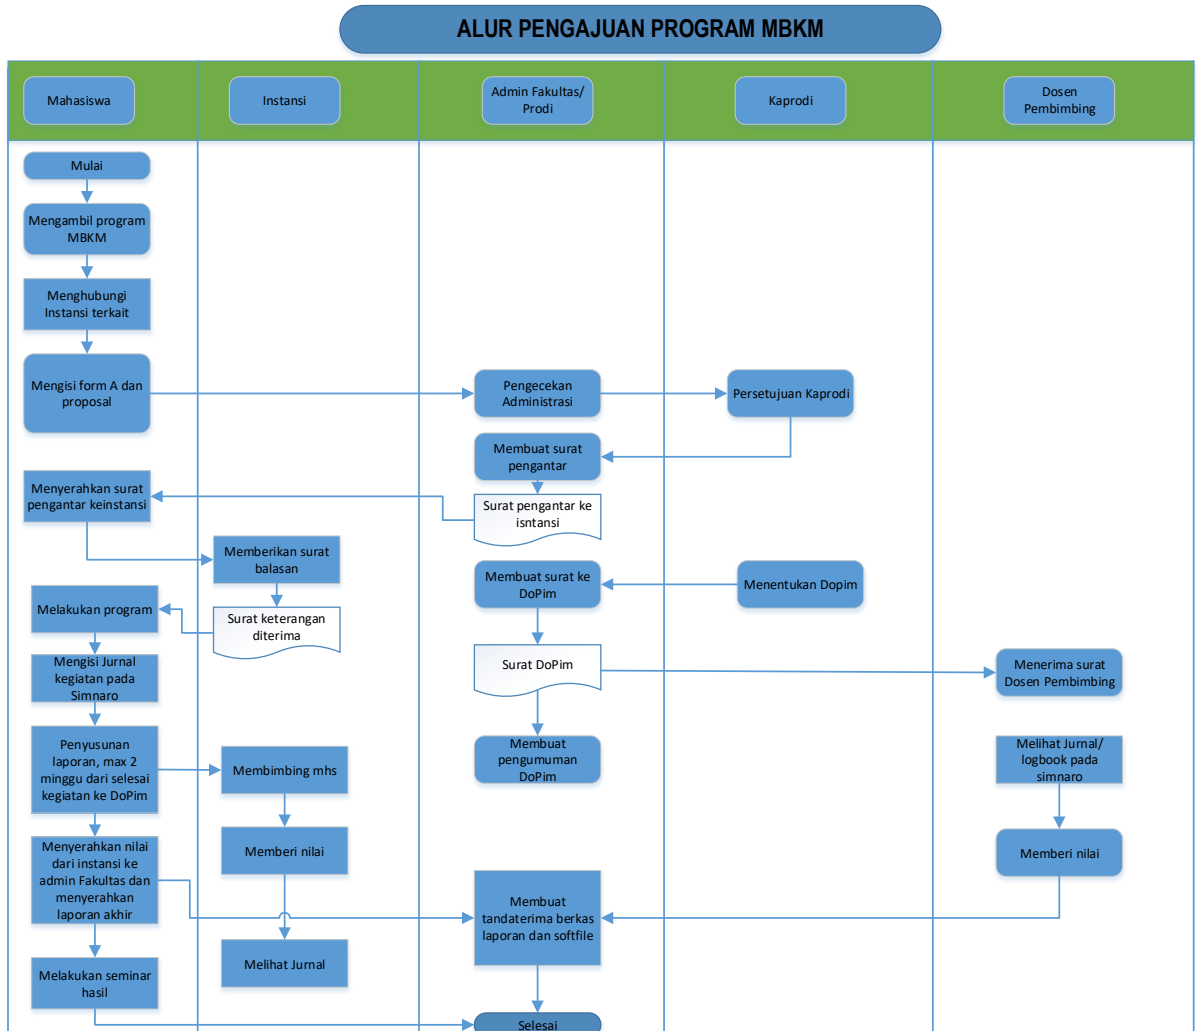 ALUR PENGAJUAN PROGRAM MBKM
Mahasiswa
Instansi
Admin Fakultas/
Prodi
Kaprodi
Dosen
Pembimbing
Mulai
Mengambil program
MBKM
Menghubungi
Instansi terkait
Mengisi form A dan
proposal
Pengecekan
Administrasi
Persetujuan Kaprodi
Membuat surat
pengantar
Menyerahkan surat
pengantar keinstansi
Surat pengantar ke
isntansi
Memberikan surat
balasan
Membuat surat ke
DoPim
Menentukan Dopim
Melakukan program
Surat keterangan
diterima
Mengisi Jurnal
kegiatan pada
Simnaro
Surat DoPim
Menerima surat
Dosen Pembimbing
Penyusunan
laporan, max 2
minggu dari selesai
kegiatan ke DoPim
Membimbing mhs
Membuat
pengumuman
DoPim
Melihat Jurnal/
logbook pada
simnaro
Menyerahkan nilai
dari instansi ke
admin Fakultas dan
menyerahkan
laporan akhir
Memberi nilai
Memberi nilai
Membuat
tandaterima berkas
laporan dan softfile
Melihat Jurnal
Melakukan seminar
hasil
Selesai